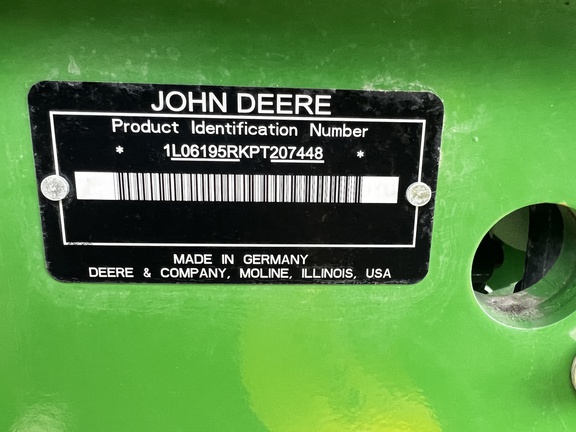 JOHN DEERE
Product Identification Number
* 1L06195RKPT207448 *
MADE IN GERMANY
DEERE & COMPANY, MOLINE, ILLINOIS, USA